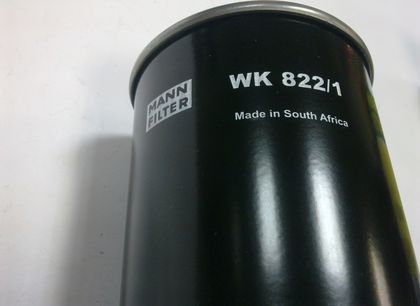 MANN
FILTER
WK 822/1
Made in South Africa